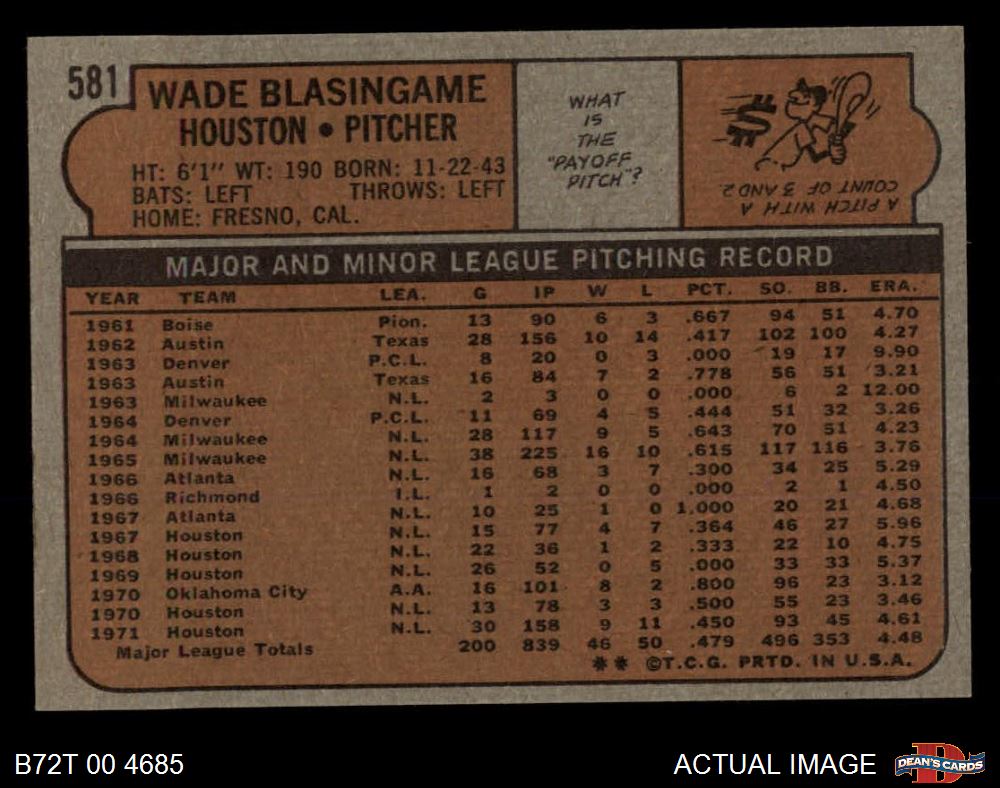 581
WADE BLASINGAME
HOUSTON • PITCHER
HT: 6'1" WT: 190 BORN: 11-22-43
BATS: LEFT THROWS: LEFT
HOME: FRESNO, CAL.
WHAT
IS
THE
"PAYOFF
PITCH"?
A PITCH WITH A
COUNT OF 3 AND 2.
MAJOR AND MINOR LEAGUE PITCHING RECORD
YEAR TEAM LEA. G IP W L PCT. SO. BB. ERA.
1961 Boise Pion. 13 90 6 3 .667 94 51 4.70
1962 Austin Texas 28 156 10 14 .417 102 100 4.27
1963 Denver P.C.L. 8 20 0 3 .000 19 17 9.90
1963 Austin Texas 16 84 7 2 .778 56 51 3.21
1963 Milwaukee N.L. 2 3 0 0 .000 6 2 12.00
1964 Denver P.C.L. 11 69 4 5 .444 51 32 3.26
1964 Milwaukee N.L. 28 117 9 5 .643 70 51 4.23
1965 Milwaukee N.L. 38 225 16 10 .615 117 116 3.76
1966 Atlanta N.L. 16 68 3 7 .300 34 25 5.29
1966 Richmond I.L. 1 2 0 0 .000 2 1 4.50
1967 Atlanta N.L. 10 25 1 0 1.000 20 21 4.68
1967 Houston N.L. 15 77 4 7 .364 46 27 5.96
1968 Houston N.L. 22 36 1 2 .333 22 10 4.75
1969 Houston N.L. 26 52 0 5 .000 33 33 5.37
1970 Oklahoma City A.A. 16 101 8 2 .800 96 23 3.12
1970 Houston N.L. 13 78 3 3 .500 55 23 3.46
1971 Houston N.L. 30 158 9 11 .450 93 45 4.61
Major League Totals 200 839 46 50 .479 496 353 4.48
** ©T.C.G. PRTD. IN U.S.A.
B72T 00 4685
ACTUAL IMAGE
D
DEAN'S CARDS